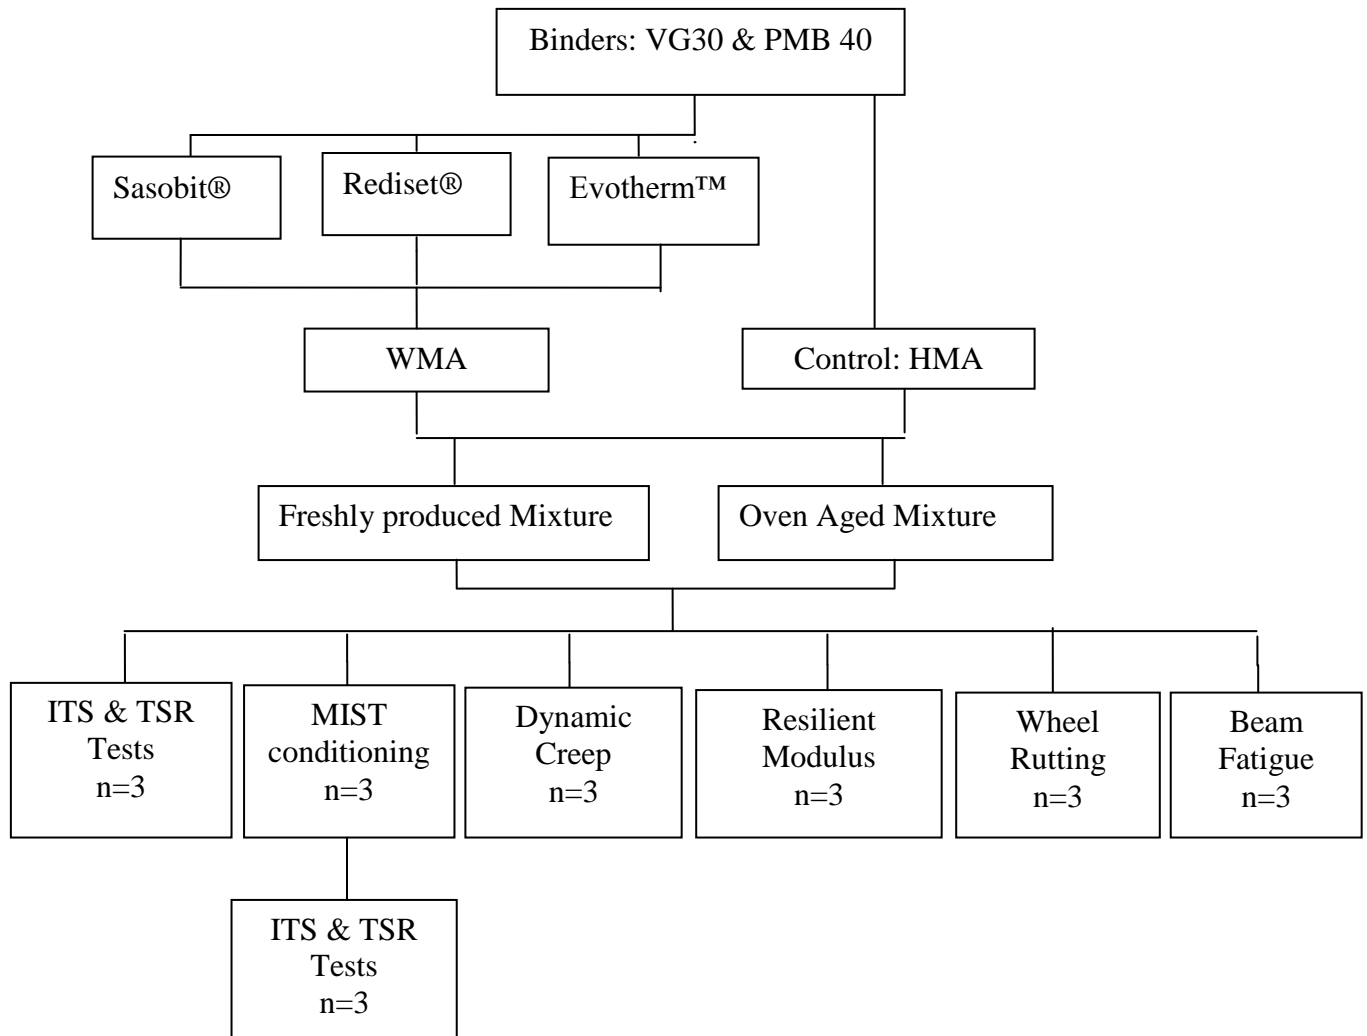 Binders: VG30 & PMB 40
Sasobit®
Rediset®
Evotherm™
WMA
Control: HMA
Freshly produced Mixture
Oven Aged Mixture
ITS & TSR
Tests
n=3
MIST
conditioning
n=3
Dynamic
Creep
n=3
Resilient
Modulus
n=3
Wheel
Rutting
n=3
Beam
Fatigue
n=3
ITS & TSR
Tests
n=3